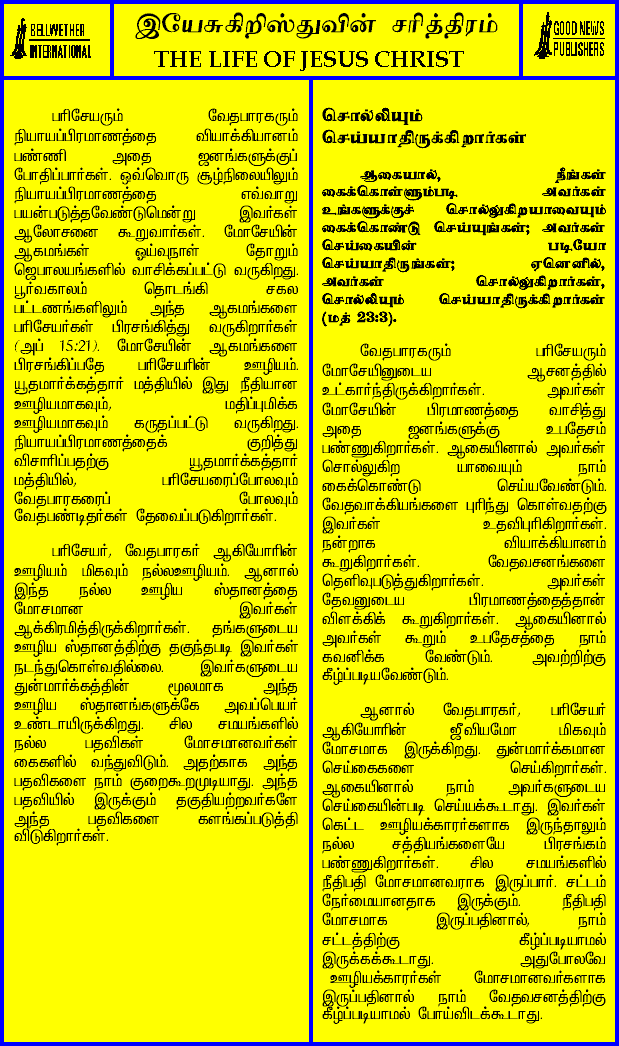 BELLWETHER
INTERNATIONAL
இயேசுகிறிஸ்துவின் சரித்திரம்
THE LIFE OF JESUS CHRIST
GOOD NEWS
PUBLISHERS
பரிசேயரும் வேதபாரகரும்
நியாயப்பிரமாணத்தை வியாக்கியானம்
பண்ணி அதை ஜனங்களுக்குப்
போதிப்பார்கள். ஒவ்வொரு சூழ்நிலையிலும்
நியாயப்பிரமாணத்தை எவ்வாறு
பயன்படுத்தவேண்டுமென்று இவர்கள்
ஆலோசனை கூறுவார்கள். மோசேயின்
ஆகமங்கள் ஓய்வுநாள் தோறும்
ஜெபாலயங்களில் வாசிக்கப்பட்டு வருகிறது.
பூர்வகாலம் தொடங்கி சகல
பட்டணங்களிலும் அந்த ஆகமங்களை
பரிசேயர்கள் பிரசங்கித்து வருகிறார்கள்
(அப் 15:21). மோசேயின் ஆகமங்களை
பிரசங்கிப்பதே பரிசேயரின் ஊழியம்.
யூதமார்க்கத்தார் மத்தியில் இது நீதியான
ஊழியமாகவும், மதிப்புமிக்க
ஊழியமாகவும் கருதப்பட்டு வருகிறது.
நியாயப்பிரமாணத்தைக் குறித்து
விசாரிப்பதற்கு யூதமார்க்கத்தார்
மத்தியில், பரிசேயரைப்போலவும்
வேதபாரகரைப் போலவும்
வேதபண்டிதர்கள் தேவைப்படுகிறார்கள்.
பரிசேயர், வேதபாரகர் ஆகியோரின்
ஊழியம் மிகவும் நல்லஊழியம். ஆனால்
இந்த நல்ல ஊழிய ஸ்தானத்தை
மோசமான இவர்கள்
ஆக்கிரமித்திருக்கிறார்கள். தங்களுடைய
ஊழிய ஸ்தானத்திற்கு தகுந்தபடி இவர்கள்
நடந்துகொள்வதில்லை. இவர்களுடைய
துன்மார்க்கத்தின் மூலமாக அந்த
ஊழிய ஸ்தானங்களுக்கே அவப்பெயர்
உண்டாயிருக்கிறது. சில சமயங்களில்
நல்ல பதவிகள் மோசமானவர்கள்
கைகளில் வந்துவிடும். அதற்காக அந்த
பதவிகளை நாம் குறைகூறமுடியாது. அந்த
பதவியில் இருக்கும் தகுதியற்றவர்களே
அந்த பதவிகளை களங்கப்படுத்தி
விடுகிறார்கள்.
சொல்லியும்
செய்யாதிருக்கிறார்கள்
ஆகையால், நீங்கள்
கைக்கொள்ளும்படி அவர்கள்
உங்களுக்குச் சொல்லுகிறயாவையும்
கைக்கொண்டு செய்யுங்கள்; அவர்கள்
செய்கையின் படியோ
செய்யாதிருங்கள்; ஏனெனில்,
அவர்கள் சொல்லுகிறார்கள்,
சொல்லியும் செய்யாதிருக்கிறார்கள்
(மத் 23:3).
வேதபாரகரும் பரிசேயரும்
மோசேயினுடைய ஆசனத்தில்
உட்கார்ந்திருக்கிறார்கள். அவர்கள்
மோசேயின் பிரமாணத்தை வாசித்து
அதை ஜனங்களுக்கு உபதேசம்
பண்ணுகிறார்கள். ஆகையினால் அவர்கள்
சொல்லுகிற யாவையும் நாம்
கைக்கொண்டு செய்யவேண்டும்.
வேதவாக்கியங்களை புரிந்து கொள்வதற்கு
இவர்கள் உதவிபுரிகிறார்கள்.
நன்றாக வியாக்கியானம்
கூறுகிறார்கள். வேதவசனங்களை
தெளிவுபடுத்துகிறார்கள். அவர்கள்
தேவனுடைய பிரமாணத்தைத்தான்
விளக்கிக் கூறுகிறார்கள். ஆகையினால்
அவர்கள் கூறும் உபதேசத்தை நாம்
கவனிக்க வேண்டும். அவற்றிற்கு
கீழ்ப்படியவேண்டும்.
ஆனால் வேதபாரகர், பரிசேயர்
ஆகியோரின் ஜீவியமோ மிகவும்
மோசமாக இருக்கிறது. துன்மார்க்கமான
செய்கைகளை செய்கிறார்கள்.
ஆகையினால் நாம் அவர்களுடைய
செய்கையின்படி செய்யக்கூடாது. இவர்கள்
கெட்ட ஊழியக்காரர்களாக இருந்தாலும்
நல்ல சத்தியங்களையே பிரசங்கம்
பண்ணுகிறார்கள். சில சமயங்களில்
நீதிபதி மோசமானவராக இருப்பார். சட்டம்
நேர்மையானதாக இருக்கும். நீதிபதி
மோசமாக இருப்பதினால், நாம்
சட்டத்திற்கு கீழ்ப்படியாமல்
இருக்கக்கூடாது. அதுபோலவே
ஊழியக்காரர்கள் மோசமானவர்களாக
இருப்பதினால் நாம் வேதவசனத்திற்கு
கீழ்ப்படியாமல் போய்விடக்கூடாது.